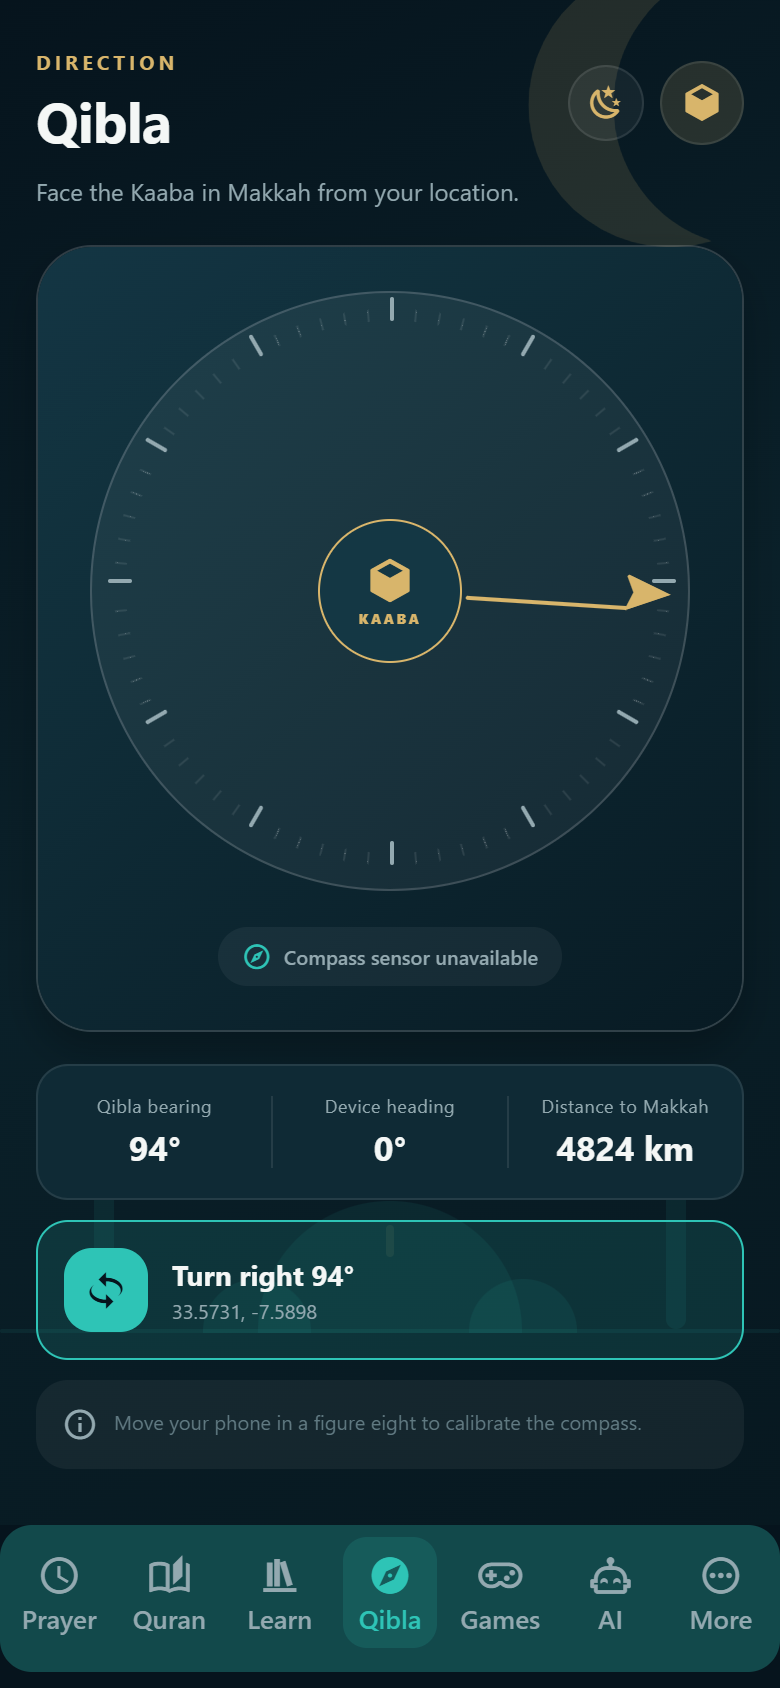 DIRECTION
Qibla
Face the Kaaba in Makkah from your location.
KAABA
Compass sensor unavailable
Qibla bearing
94°
Device heading
0°
Distance to Makkah
4824 km
Turn right 94°
33.5731, -7.5898
Move your phone in a figure eight to calibrate the compass.
Prayer
Quran
Learn
Qibla
Games
AI
More